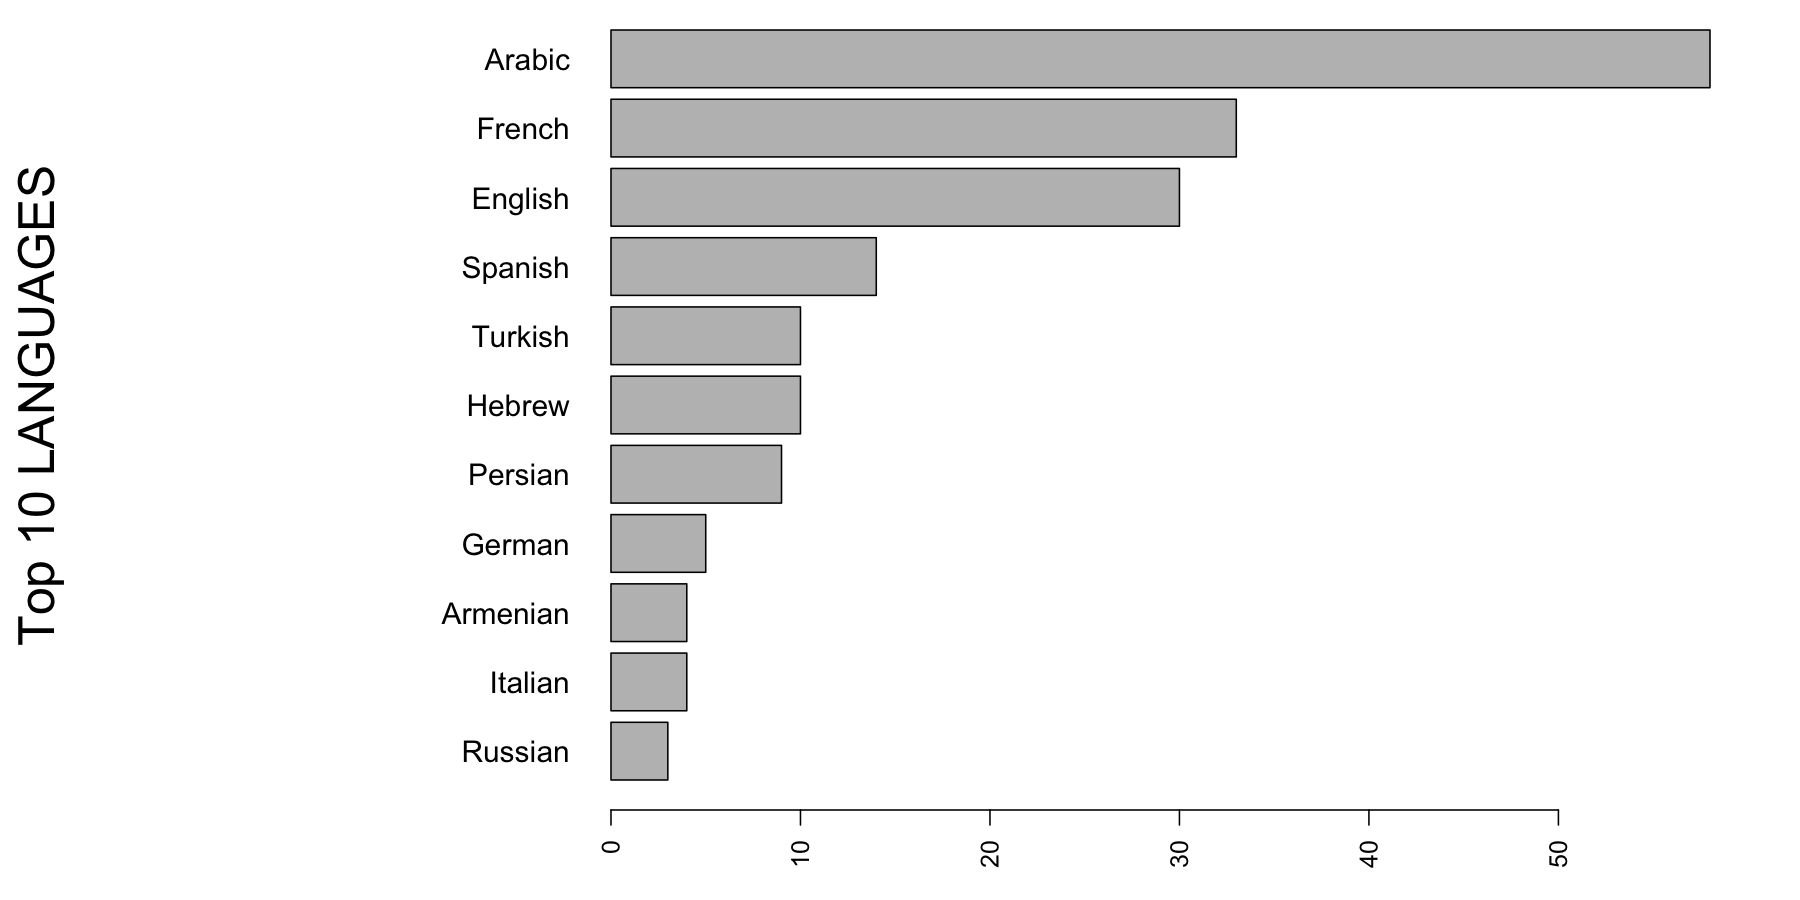 Top 10 LANGUAGES
Arabic
French
English
Spanish
Turkish
Hebrew
Persian
German
Armenian
Italian
Russian
0 10 20 30 40 50